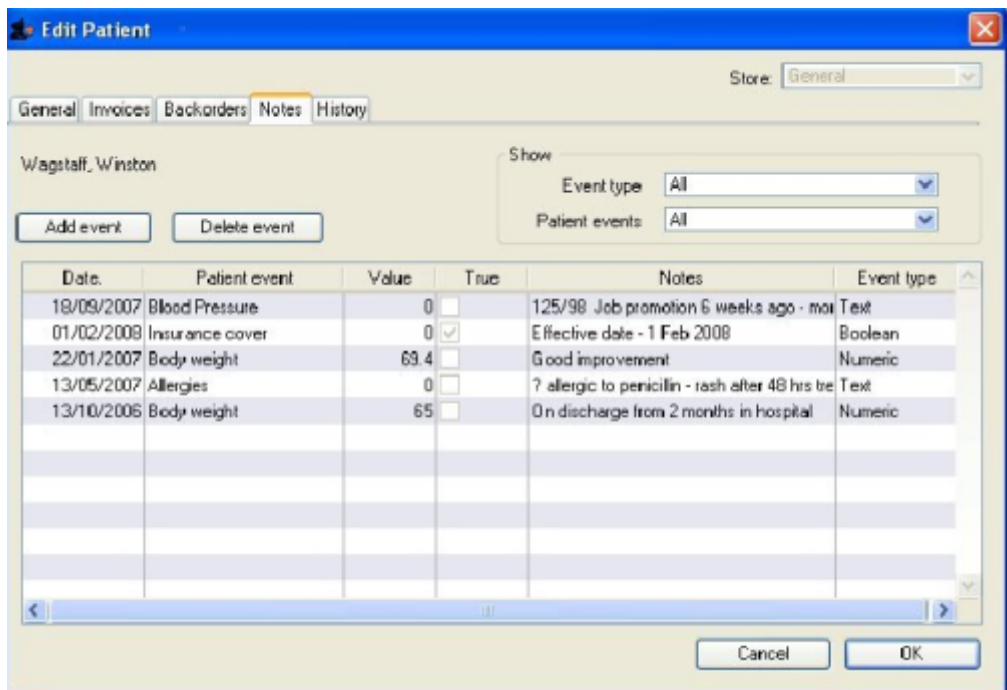 Edit Patient
Store: General
General Invoices Backorders Notes History
Wagstaff, Winston
Show
Event type All
Patient events All
Add event Delete event
Date. Patient event Value True Notes Event type
18/09/2007 Blood Pressure 0 125/98 Job promotion 6 weeks ago - mor Text
01/02/2008 Insurance cover 0 Effective date - 1 Feb 2008 Boolean
22/01/2007 Body weight 69.4 Good improvement Numeric
13/05/2007 Allergies 0 ? allergic to penicillin - rash after 48 hrs tre Text
13/10/2006 Body weight 65 On discharge from 2 months in hospital Numeric
Cancel OK